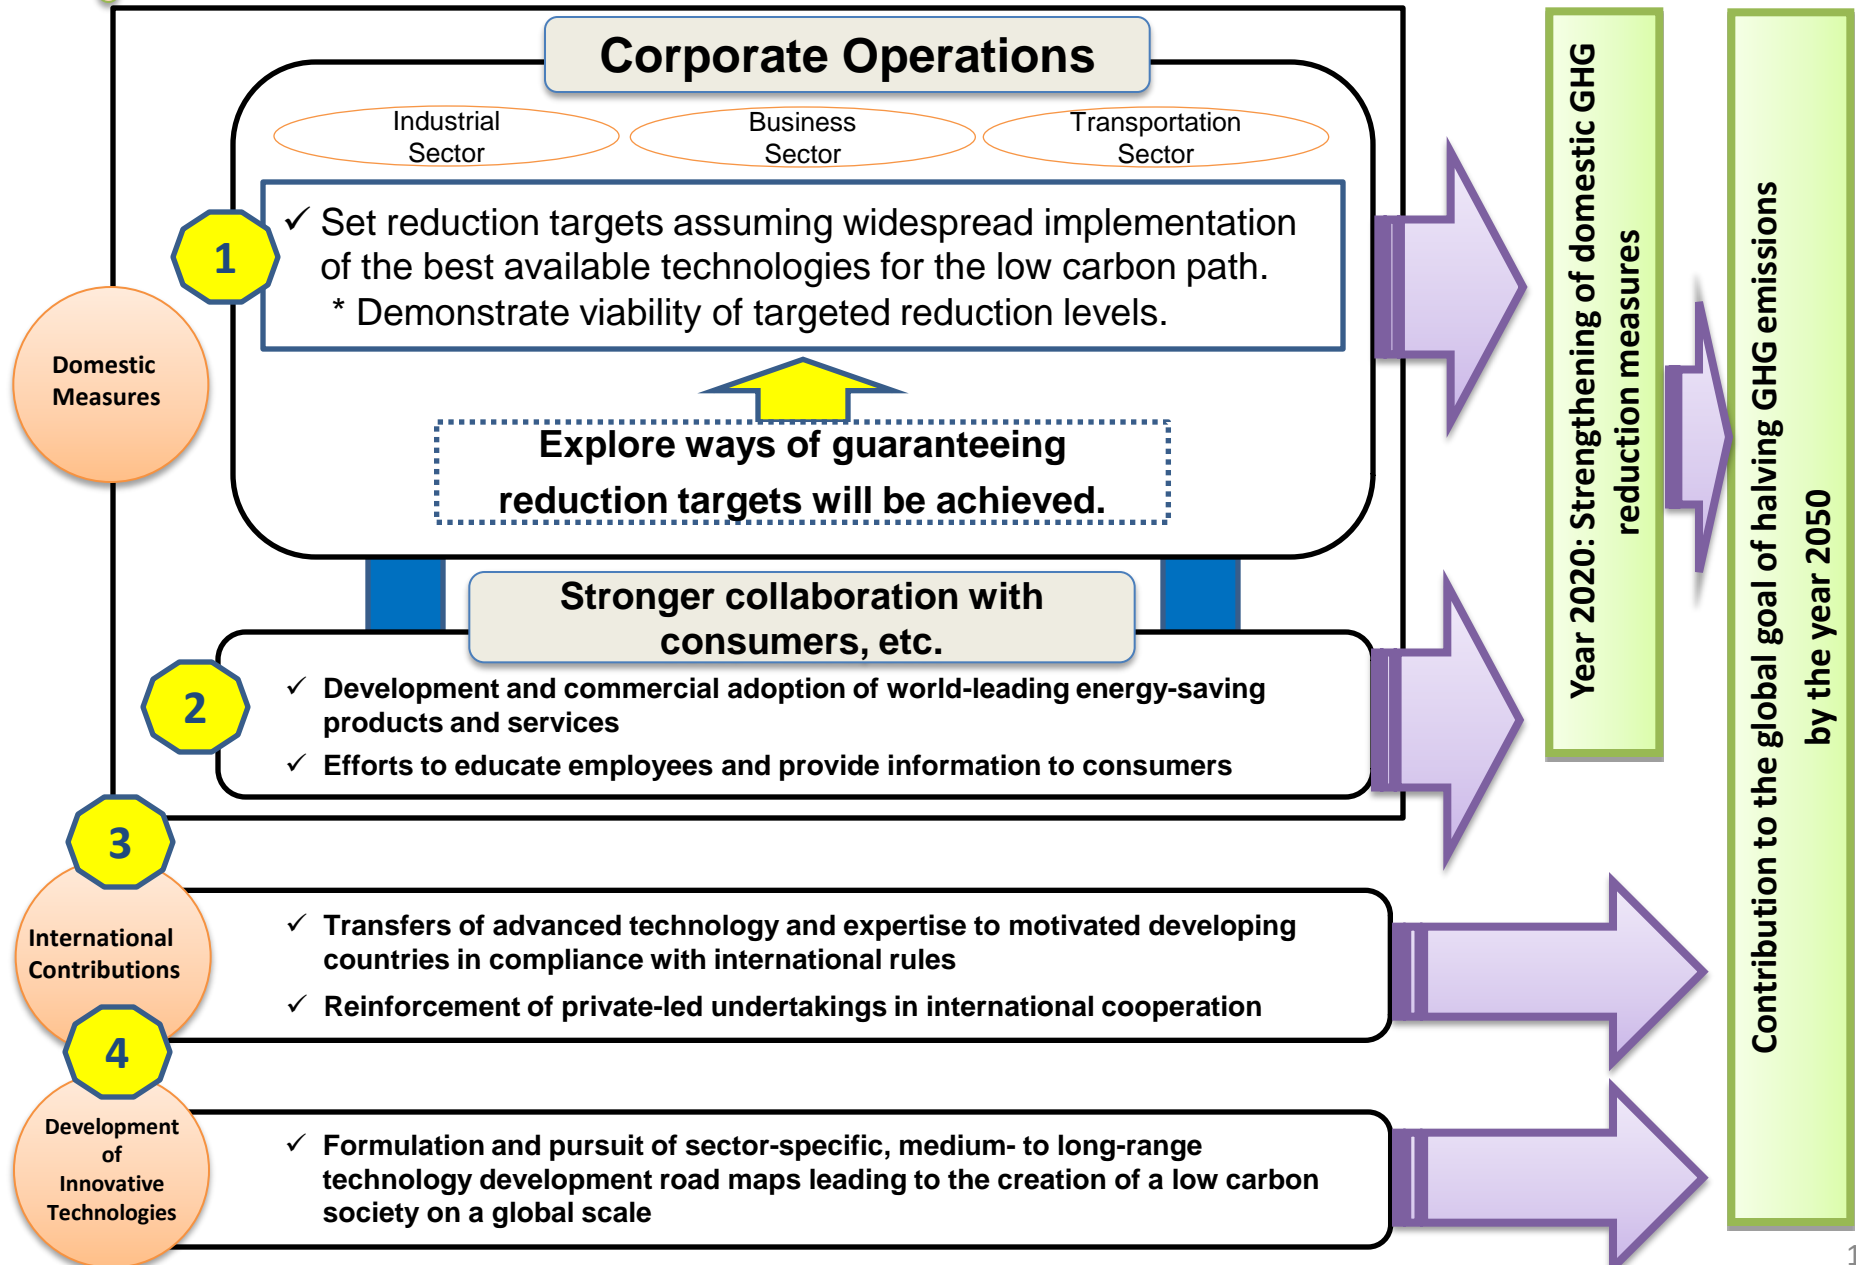 Corporate Operations
Industrial
Sector
Business
Sector
Transportation
Sector
1
✓ Set reduction targets assuming widespread implementation
of the best available technologies for the low carbon path.
* Demonstrate viability of targeted reduction levels.
Domestic
Measures
Explore ways of guaranteeing
reduction targets will be achieved.
Stronger collaboration with
consumers, etc.
2
✓ Development and commercial adoption of world-leading energy-saving
products and services
✓ Efforts to educate employees and provide information to consumers
3
International
Contributions
✓ Transfers of advanced technology and expertise to motivated developing
countries in compliance with international rules
✓ Reinforcement of private-led undertakings in international cooperation
4
Development
of
Innovative
Technologies
✓ Formulation and pursuit of sector-specific, medium- to long-range
technology development road maps leading to the creation of a low carbon
society on a global scale
Year 2020: Strengthening of domestic GHG
reduction measures
Contribution to the global goal of halving GHG emissions
by the year 2050
1